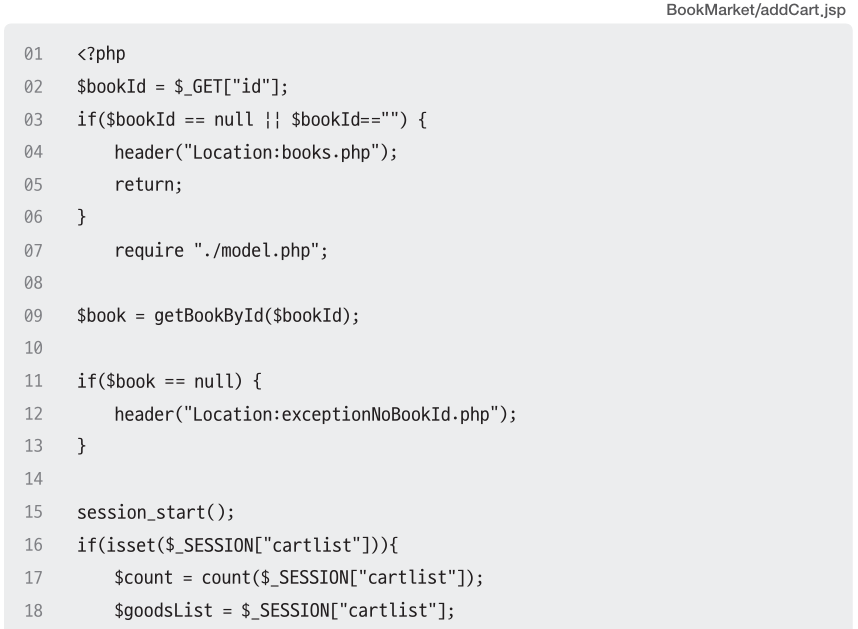 BookMarket/addCart.jsp
01 <?php
02 $bookId = $_GET["id"];
03 if($bookId == null || $bookId=="") {
04     header("Location:books.php");
05     return;
06 }
07     require "./model.php";
08
09 $book = getBookById($bookId);
10
11 if($book == null) {
12     header("Location:exceptionNoBookId.php");
13 }
14
15 session_start();
16 if(isset($_SESSION["cartlist"])){
17     $count = count($_SESSION["cartlist"]);
18     $goodsList = $_SESSION["cartlist"];